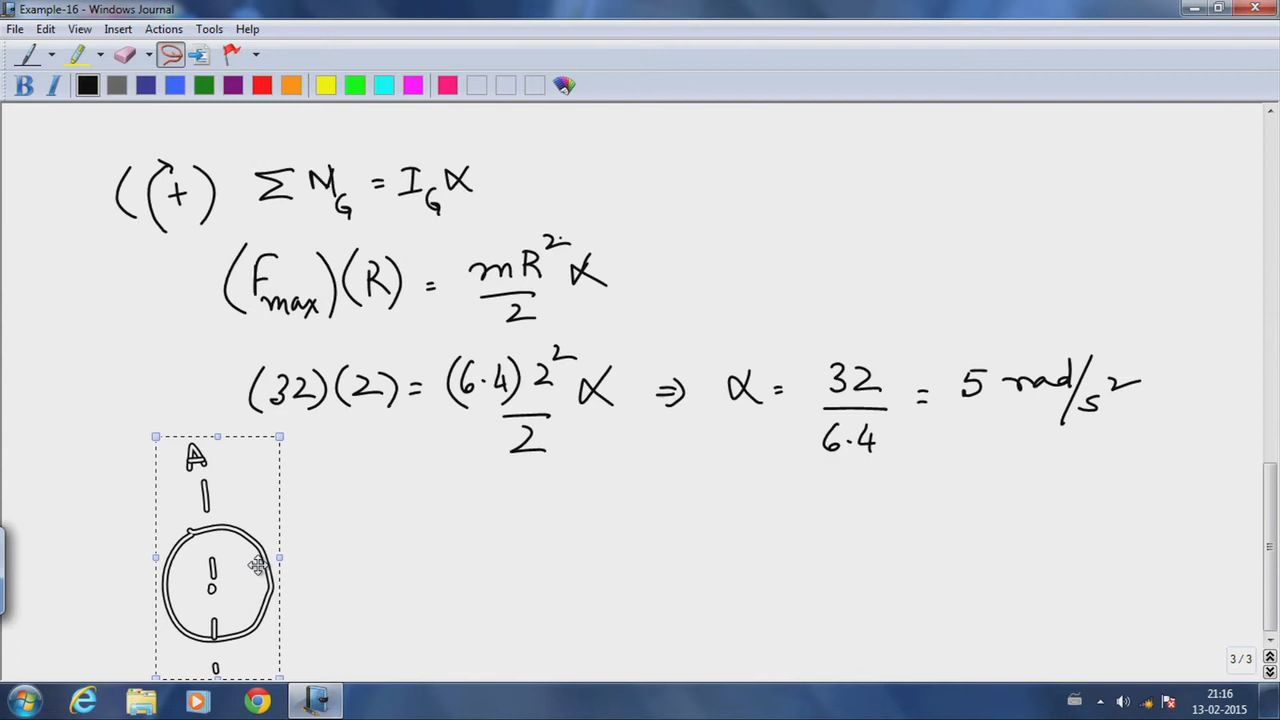 Example-16 - Windows Journal
File Edit View Insert Actions Tools Help
B I
(↷+) Σ M_G = I_G α
(F_max)(R) = mR²/2 α
(32)(2) = (6.4) 2²/2 α ⇒ α = 32/6.4 = 5 rad/s²
A
3 / 3
21:16
13-02-2015